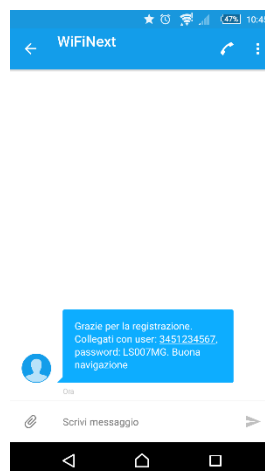 47% 10:45
WiFiNext
Grazie per la registrazione.
Collegati con user: 3451234567,
password: LS007MG. Buona
navigazione
Ora
Scrivi messaggio